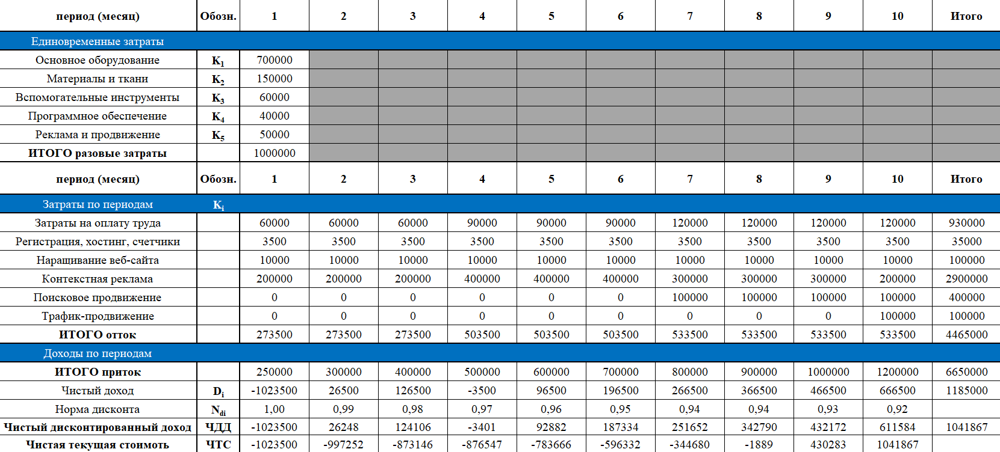 период (месяц) Обозн. 1 2 3 4 5 6 7 8 9 10 Итого
Единовременные затраты
Основное оборудование K1 700000
Материалы и ткани K2 150000
Вспомогательные инструменты K3 60000
Программное обеспечение K4 40000
Реклама и продвижение K5 50000
ИТОГО разовые затраты 1000000
период (месяц) Обозн. 1 2 3 4 5 6 7 8 9 10 Итого
Затраты по периодам Ki
Затраты на оплату труда 60000 60000 60000 90000 90000 90000 120000 120000 120000 120000 930000
Регистрация, хостинг, счетчики 3500 3500 3500 3500 3500 3500 3500 3500 3500 3500 35000
Наращивание веб-сайта 10000 10000 10000 10000 10000 10000 10000 10000 10000 10000 100000
Контекстная реклама 200000 200000 200000 400000 400000 400000 300000 300000 300000 200000 2900000
Поисковое продвижение 0 0 0 0 0 0 100000 100000 100000 100000 400000
Трафик-продвижение 0 0 0 0 0 0 0 0 0 100000 100000
ИТОГО отток 273500 273500 273500 503500 503500 503500 533500 533500 533500 533500 4465000
Доходы по периодам
ИТОГО приток 250000 300000 400000 500000 600000 700000 800000 900000 1000000 1200000 6650000
Чистый доход Di -1023500 26500 126500 -3500 96500 196500 266500 366500 466500 666500 1185000
Норма дисконта Ndi 1,00 0,99 0,98 0,97 0,96 0,95 0,94 0,94 0,93 0,92
Чистый дисконтированный доход ЧДД -1023500 26248 124106 -3401 92882 187334 251652 342790 432172 611584 1041867
Чистая текущая стоимоть ЧТС -1023500 -997252 -873146 -876547 -783666 -596332 -344680 -1889 430283 1041867